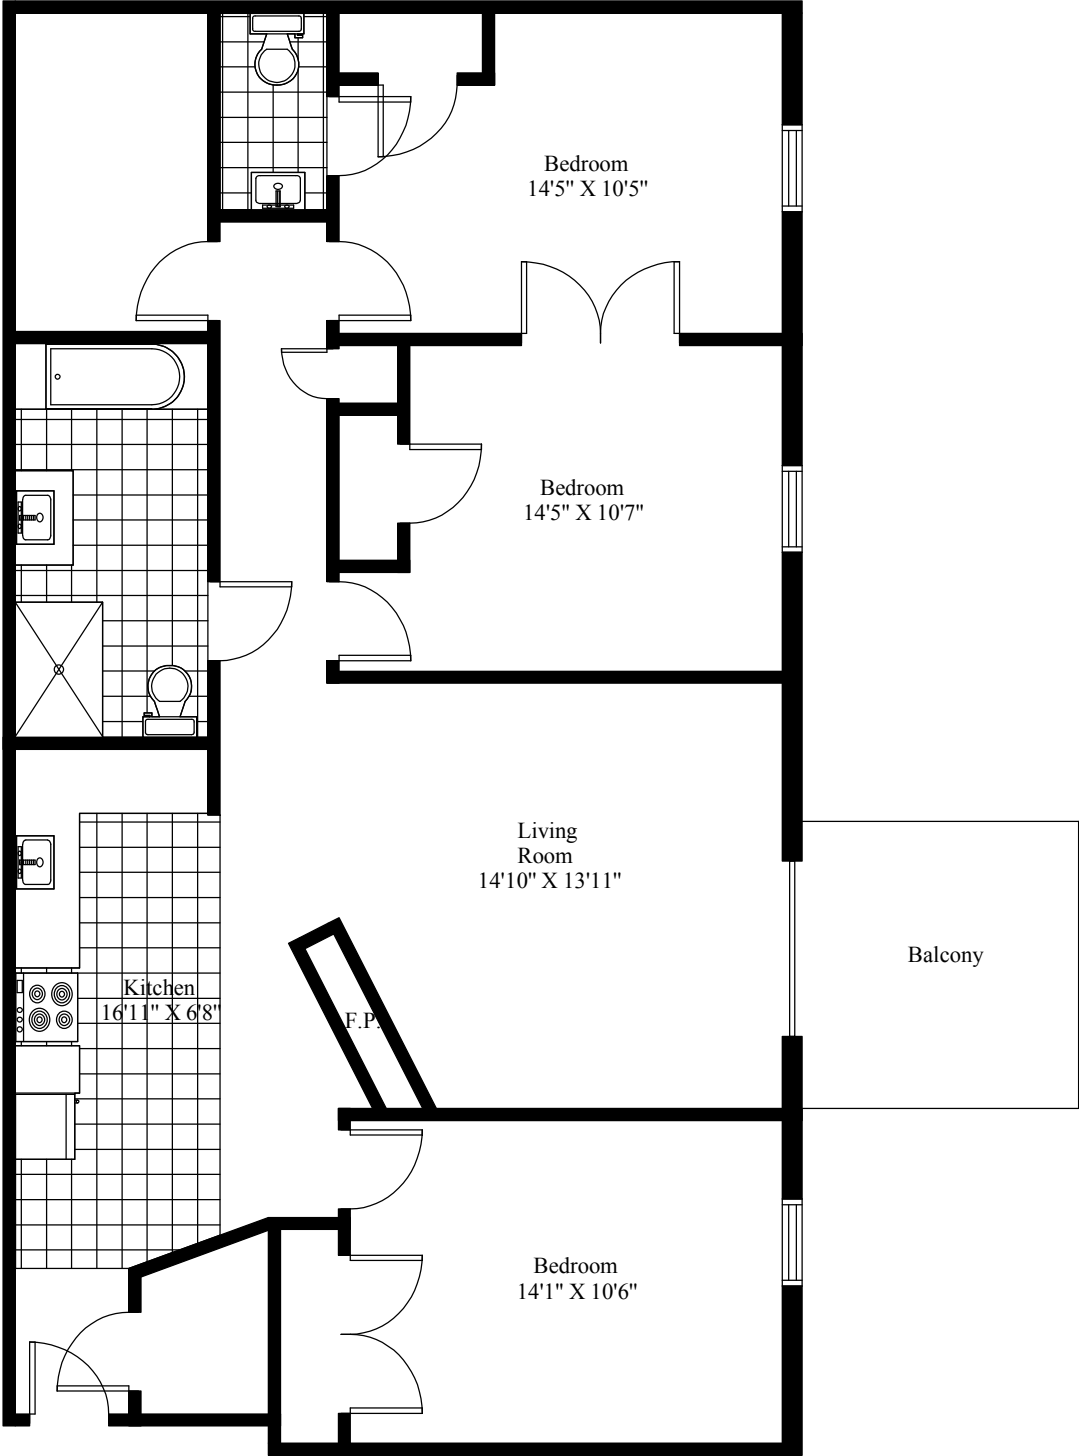 Bedroom
14'5" X 10'5"
Bedroom
14'5" X 10'7"
Living
Room
14'10" X 13'11"
Balcony
Kitchen
16'11" X 6'8"
F.P.
Bedroom
14'1" X 10'6"